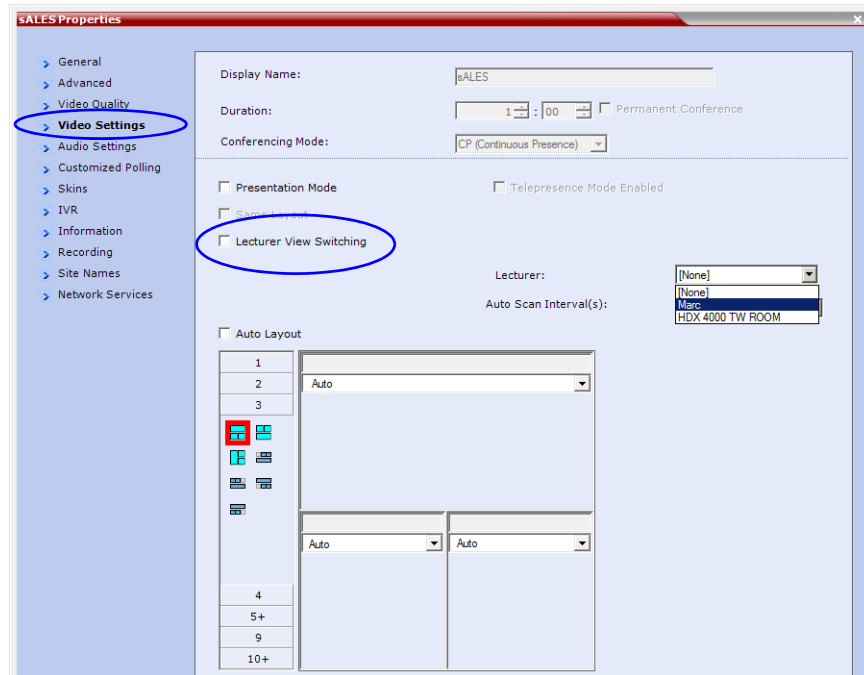 sALES Properties
General
Advanced
Video Quality
Video Settings
Audio Settings
Customized Polling
Skins
IVR
Information
Recording
Site Names
Network Services
Display Name:
sALES
Duration:
1 : 00
Permanent Conference
Conferencing Mode:
CP (Continuous Presence)
Presentation Mode
Telepresence Mode Enabled
Same Layout
Lecturer View Switching
Lecturer:
[None]
[None]
Marc
HDX 4000 TW ROOM
Auto Scan Interval(s):
Auto Layout
1
2
3
Auto
Auto
Auto
4
5+
9
10+